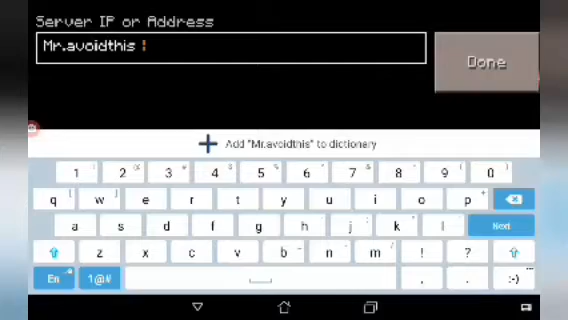 Server IP or Address
Mr.avoidthis
Done
Add "Mr.avoidthis" to dictionary
1 2 3 4 5 6 7 8 9 0
q w e r t y u i o p
a s d f g h j k l Next
z x c v b n m ! ?
En 1@# , . :-)